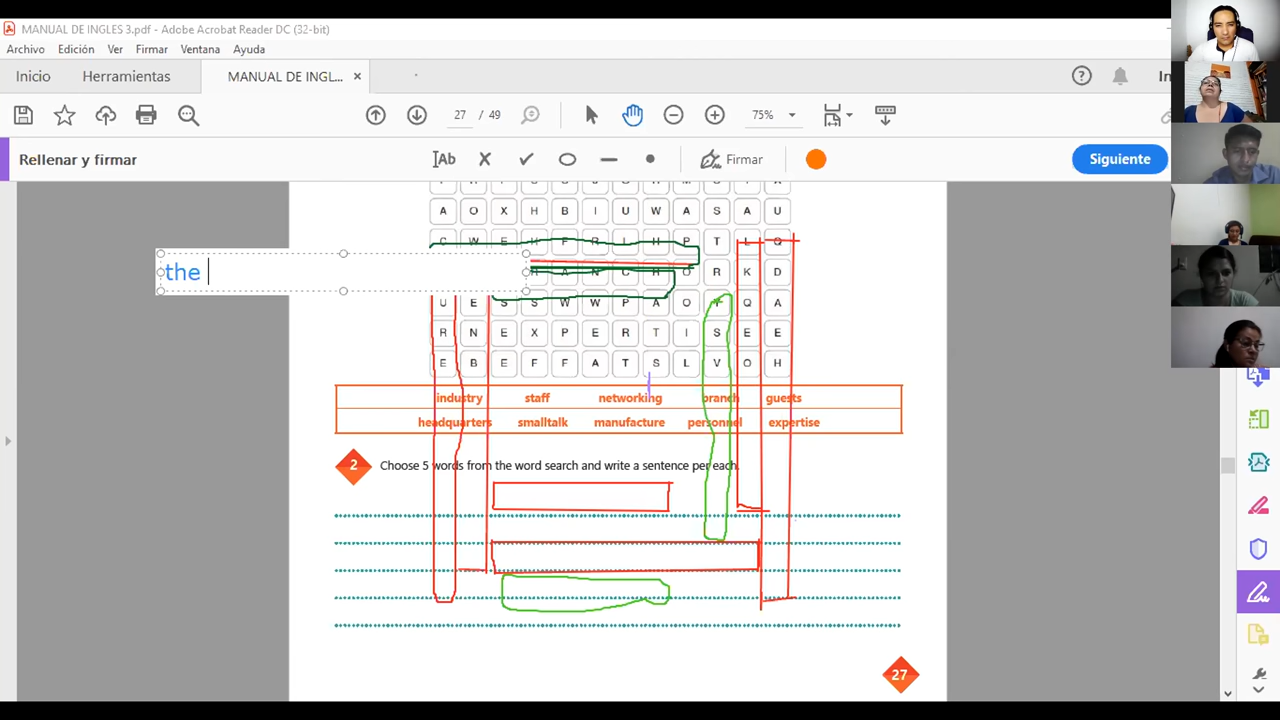 MANUAL DE INGLES 3.pdf - Adobe Acrobat Reader DC (32-bit)
Archivo Edición Ver Firmar Ventana Ayuda
Inicio Herramientas MANUAL DE INGL... ×
27 / 49 75%
Rellenar y firmar IAb Firmar Siguiente
A O X H B I U W A S A U
C W E H F R I H P T L Q
the H A N C H O R K D
U E S S W W P A O Y Q A
R N E X P E R T I S E E
E B E F F A T S L V O H
industry staff networking branch guests
headquarters smalltalk manufacture personnel expertise
2 Choose 5 words from the word search and write a sentence per each.
27